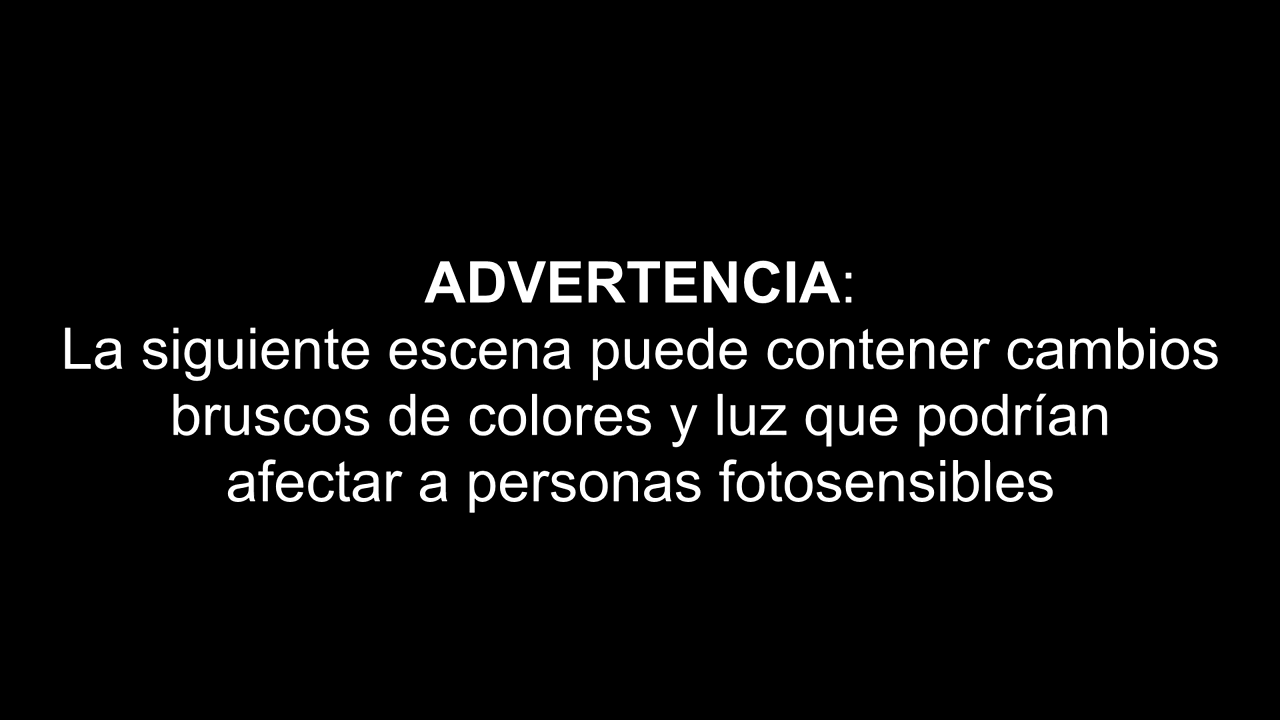 ADVERTENCIA:
La siguiente escena puede contener cambios
bruscos de colores y luz que podrían
afectar a personas fotosensibles